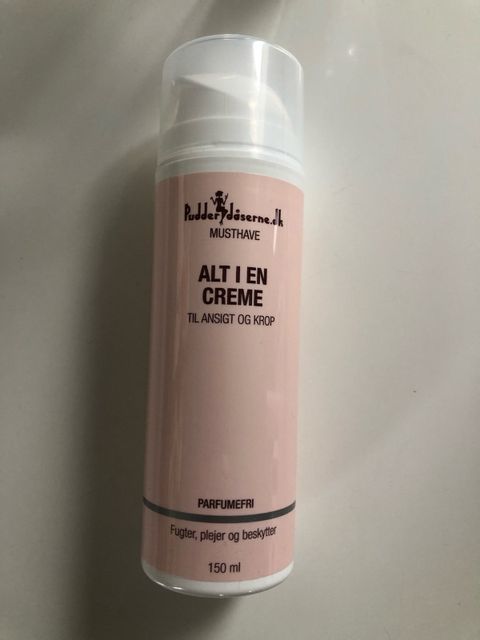 Pudderdåserne.dk
MUSTHAVE
ALT I EN
CREME
TIL ANSIGT OG KROP
PARFUMEFRI
Fugter, plejer og beskytter
150 ml